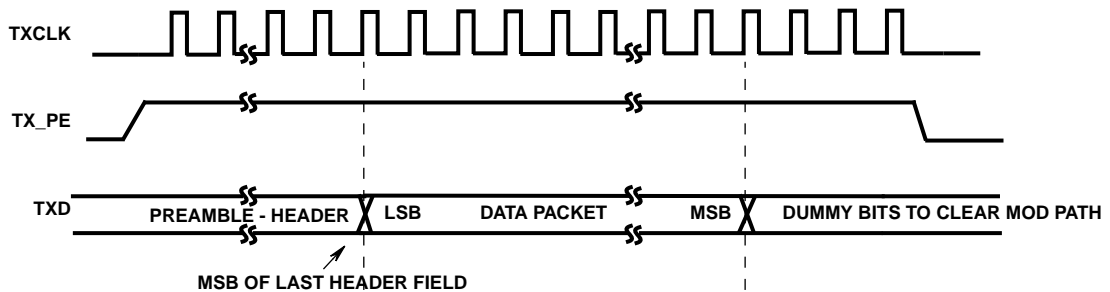 TXCLK
TX_PE
TXD
PREAMBLE - HEADER
LSB
DATA PACKET
MSB
DUMMY BITS TO CLEAR MOD PATH
MSB OF LAST HEADER FIELD